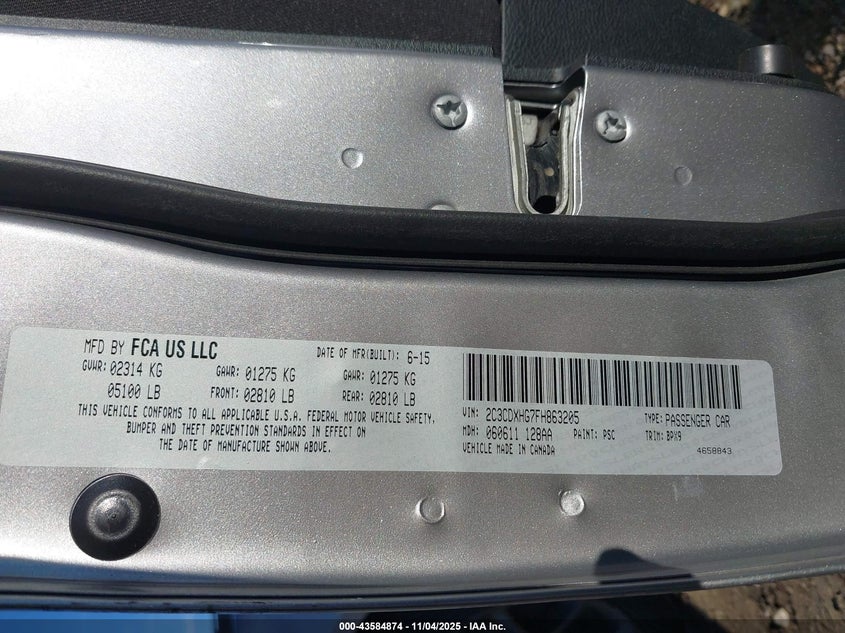 MFD BY FCA US LLC
DATE OF MFR(BUILT): 6-15
GVWR: 02314 KG GAWR: 01275 KG GAWR: 01275 KG
05100 LB FRONT: 02810 LB REAR: 02810 LB
THIS VEHICLE CONFORMS TO ALL APPLICABLE U.S.A. FEDERAL MOTOR VEHICLE SAFETY,
BUMPER AND THEFT PREVENTION STANDARDS IN EFFECT ON
THE DATE OF MANUFACTURE SHOWN ABOVE.
VIN: 2C3CDXHG7FH863205 TYPE: PASSENGER CAR
MDH: 060611 128AA PAINT: PSC TRIM: BPX9
VEHICLE MADE IN CANADA 4658843
000-43584874 | 11/04/2025 | IAA Inc.